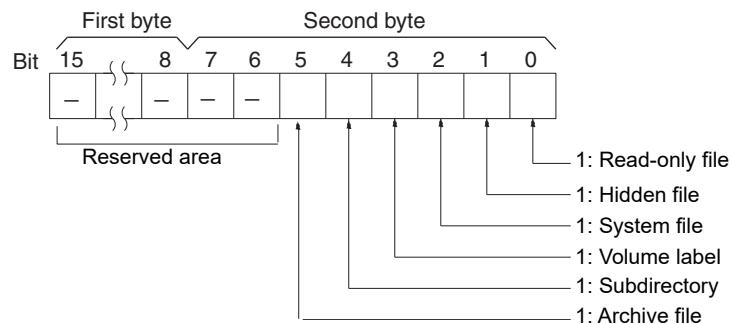 First byte Second byte
Bit 15 8 7 6 5 4 3 2 1 0
– – – –
Reserved area
1: Read-only file
1: Hidden file
1: System file
1: Volume label
1: Subdirectory
1: Archive file